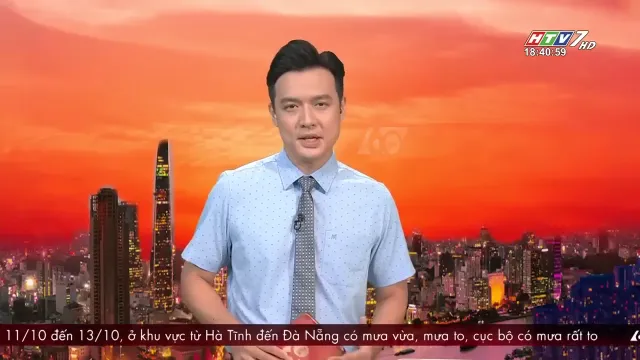 HTV7 HD
18:40:59
11/10 đến 13/10, ở khu vực từ Hà Tĩnh đến Đà Nẵng có mưa vừa, mưa to, cục bộ có mưa rất to